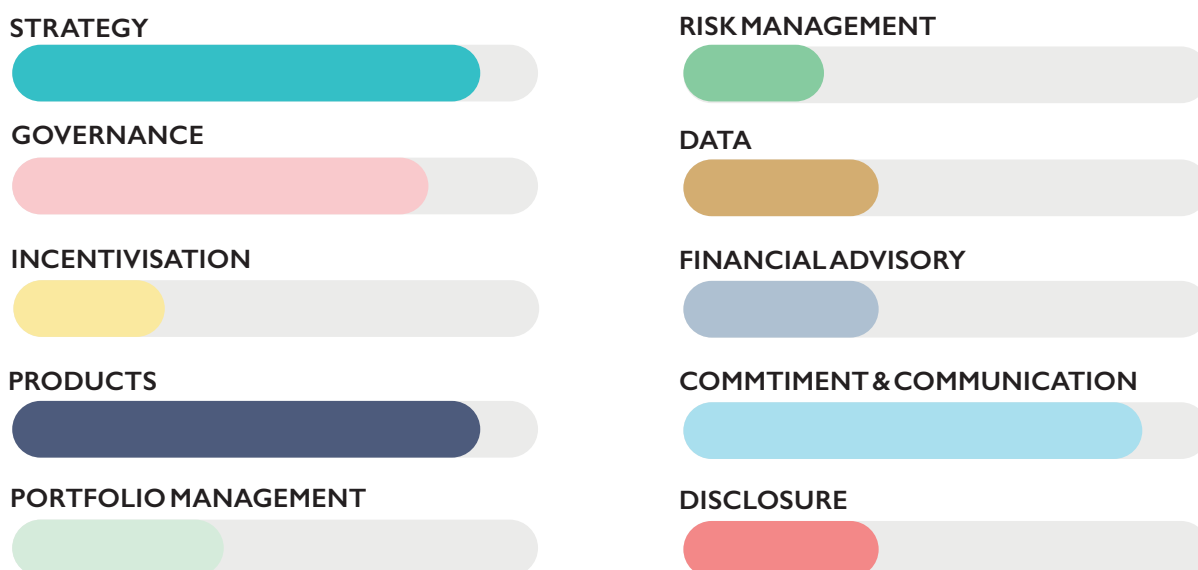 STRATEGY
GOVERNANCE
INCENTIVISATION
PRODUCTS
PORTFOLIO MANAGEMENT
RISK MANAGEMENT
DATA
FINANCIAL ADVISORY
COMMTIMENT & COMMUNICATION
DISCLOSURE